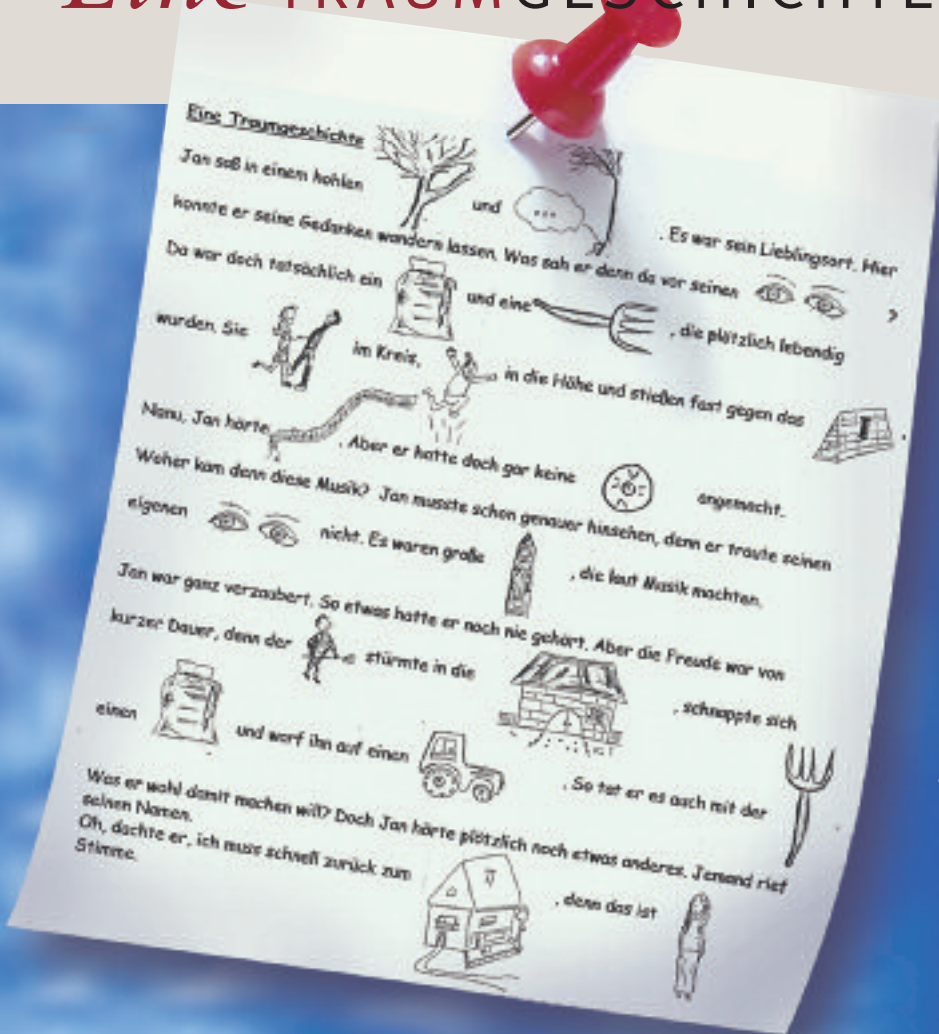 Eine TRAUMGESCHICHTE
Eine Traumgeschichte
Jan saß in einem hohlen und ... . Es war sein Lieblingsort. Hier
konnte er seine Gedanken wandern lassen. Was sah er denn da vor seinen ?
Da war doch tatsächlich ein und eine , die plötzlich lebendig
wurden. Sie im Kreis, in die Höhe und stießen fast gegen das .
Nanu, Jan hörte . Aber er hatte doch gar keine angemacht.
Woher kam denn diese Musik? Jan musste schon genauer hinsehen, denn er traute seinen
eigenen nicht. Es waren große , die laut Musik machten.
Jan war ganz verzaubert. So etwas hatte er noch nie gehört. Aber die Freude war von
kurzer Dauer, denn der stürmte in die , schnappte sich
einen und warf ihn auf einen . So tat er es auch mit der
Was er wohl damit machen will? Doch Jan hörte plötzlich noch etwas anderes. Jemand rief
seinen Namen.
Oh, dachte er, ich muss schnell zurück zum , denn das ist
Stimme.